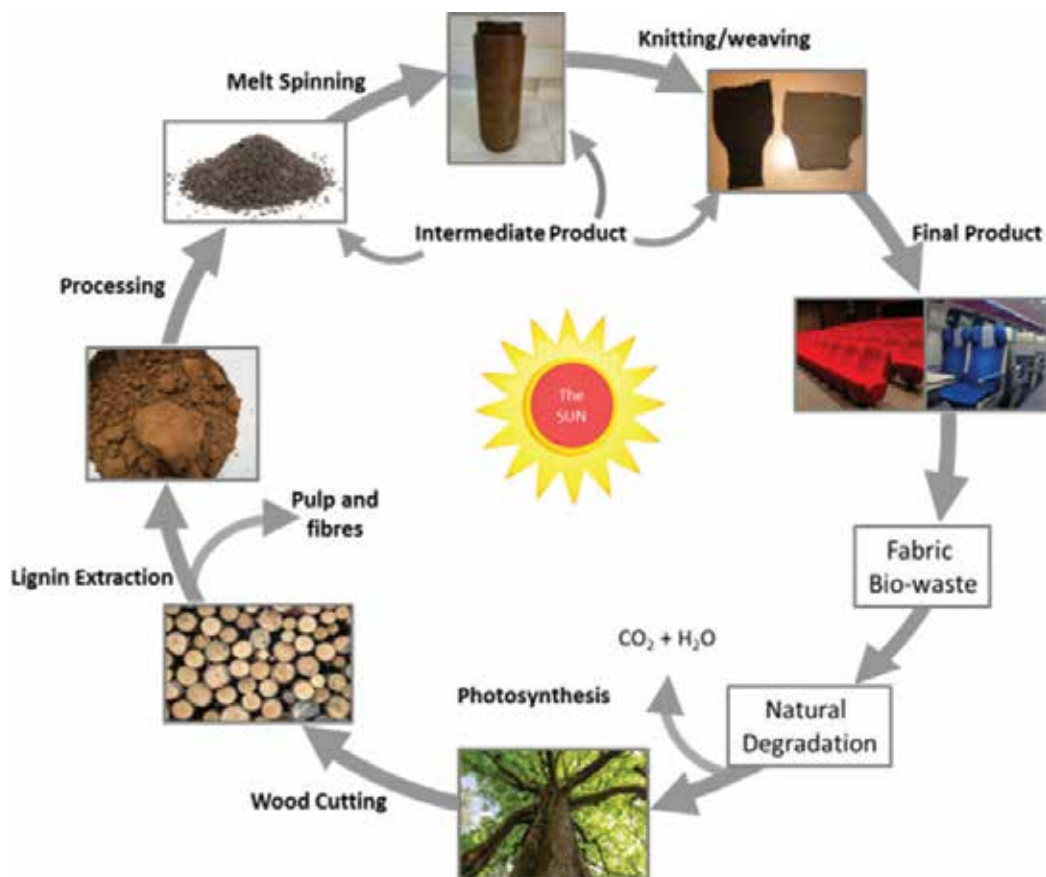 Knitting/weaving
Melt Spinning
Intermediate Product
Final Product
Processing
The
SUN
Pulp and
fibres
Lignin Extraction
Fabric
Bio-waste
CO₂ + H₂O
Photosynthesis
Natural
Degradation
Wood Cutting